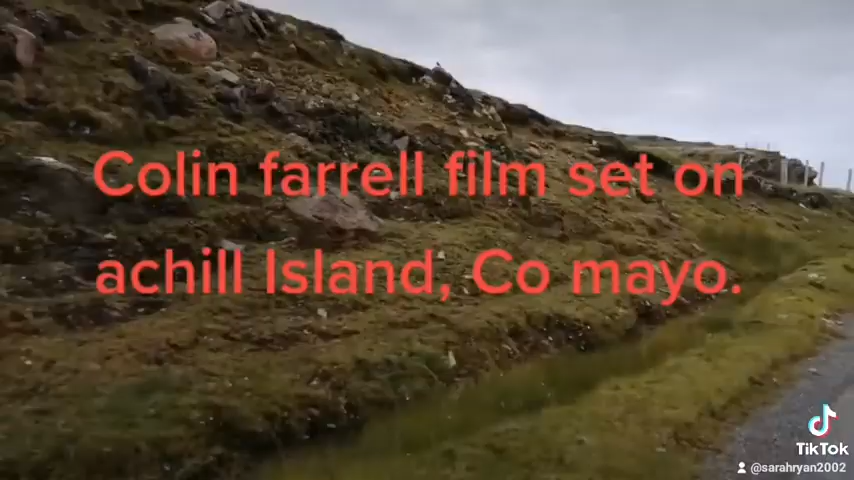 Colin farrell film set on
achill Island, Co mayo.
TikTok
@sarahryan2002